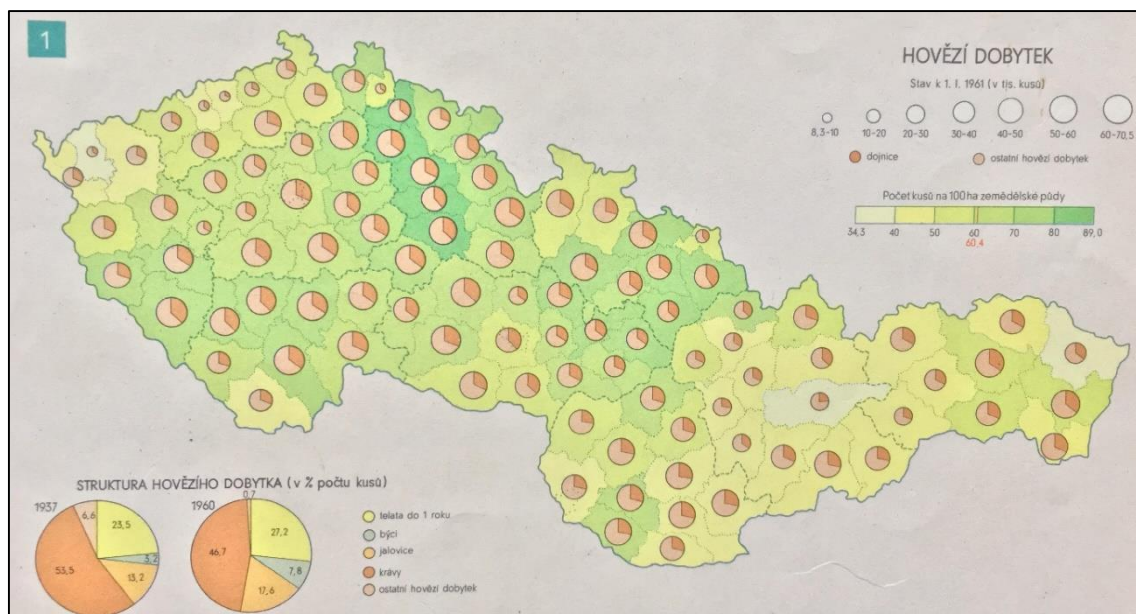 1
HOVĚZÍ DOBYTEK
Stav k 1. I. 1961 (v tis. kusů)
8,3-10
10-20
20-30
30-40
40-50
50-60
60-70,5
dojnice
ostatní hovězí dobytek
Počet kusů na 100 ha zemědělské půdy
34,3
40
50
60
60,4
70
80
89,0
STRUKTURA HOVĚZÍHO DOBYTKA (v % počtu kusů)
1937
6,6
23,5
3,2
13,2
53,5
1960
0,7
27,2
7,8
17,6
46,7
telata do 1 roku
býci
jalovice
krávy
ostatní hovězí dobytek